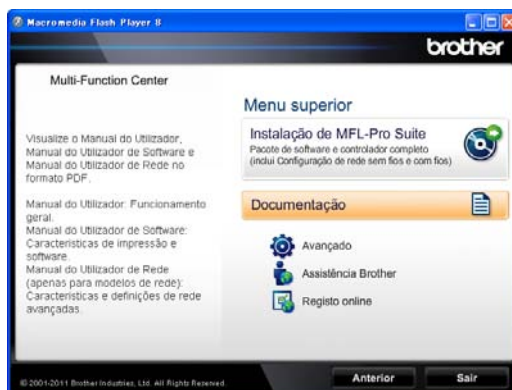 Macromedia Flash Player 8
brother
Multi-Function Center
Menu superior
Visualize o Manual do Utilizador,
Manual do Utilizador de Software e
Manual do Utilizador de Rede no
formato PDF.
Manual do Utilizador: Funcionamento
geral.
Manual do Utilizador de Software:
Características de impressão e
software.
Manual do Utilizador de Rede
(apenas para modelos de rede):
Características e definições de rede
avançadas.
Instalação de MFL-Pro Suite
Pacote de software e controlador completo
(inclui Configuração de rede sem fios e com fios)
Documentação
Avançado
Assistência Brother
Registo online
© 2001-2011 Brother Industries, Ltd. All Rights Reserved.
Anterior
Sair